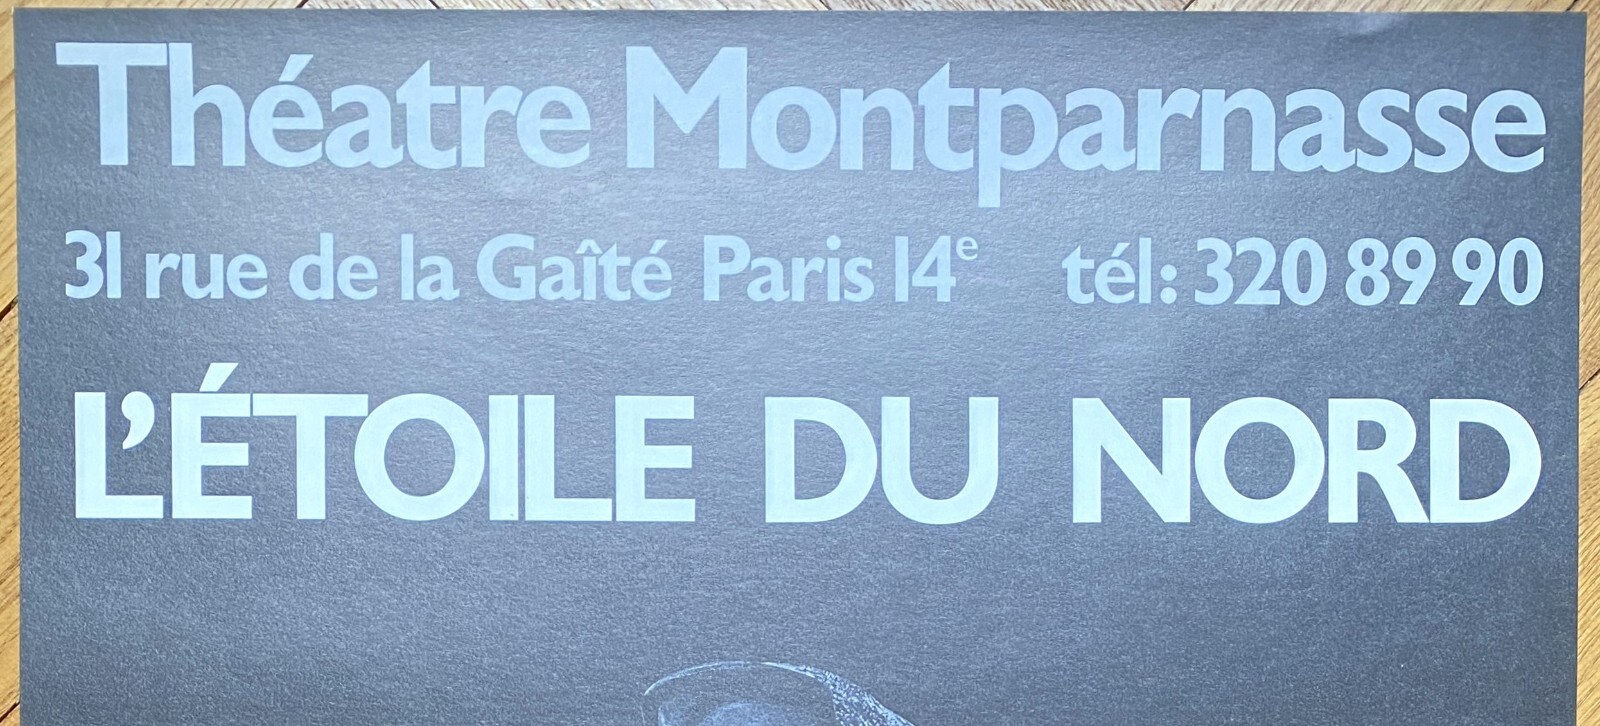 Théatre Montparnasse
31 rue de la Gaîté Paris 14e tél: 320 89 90
L'ÉTOILE DU NORD